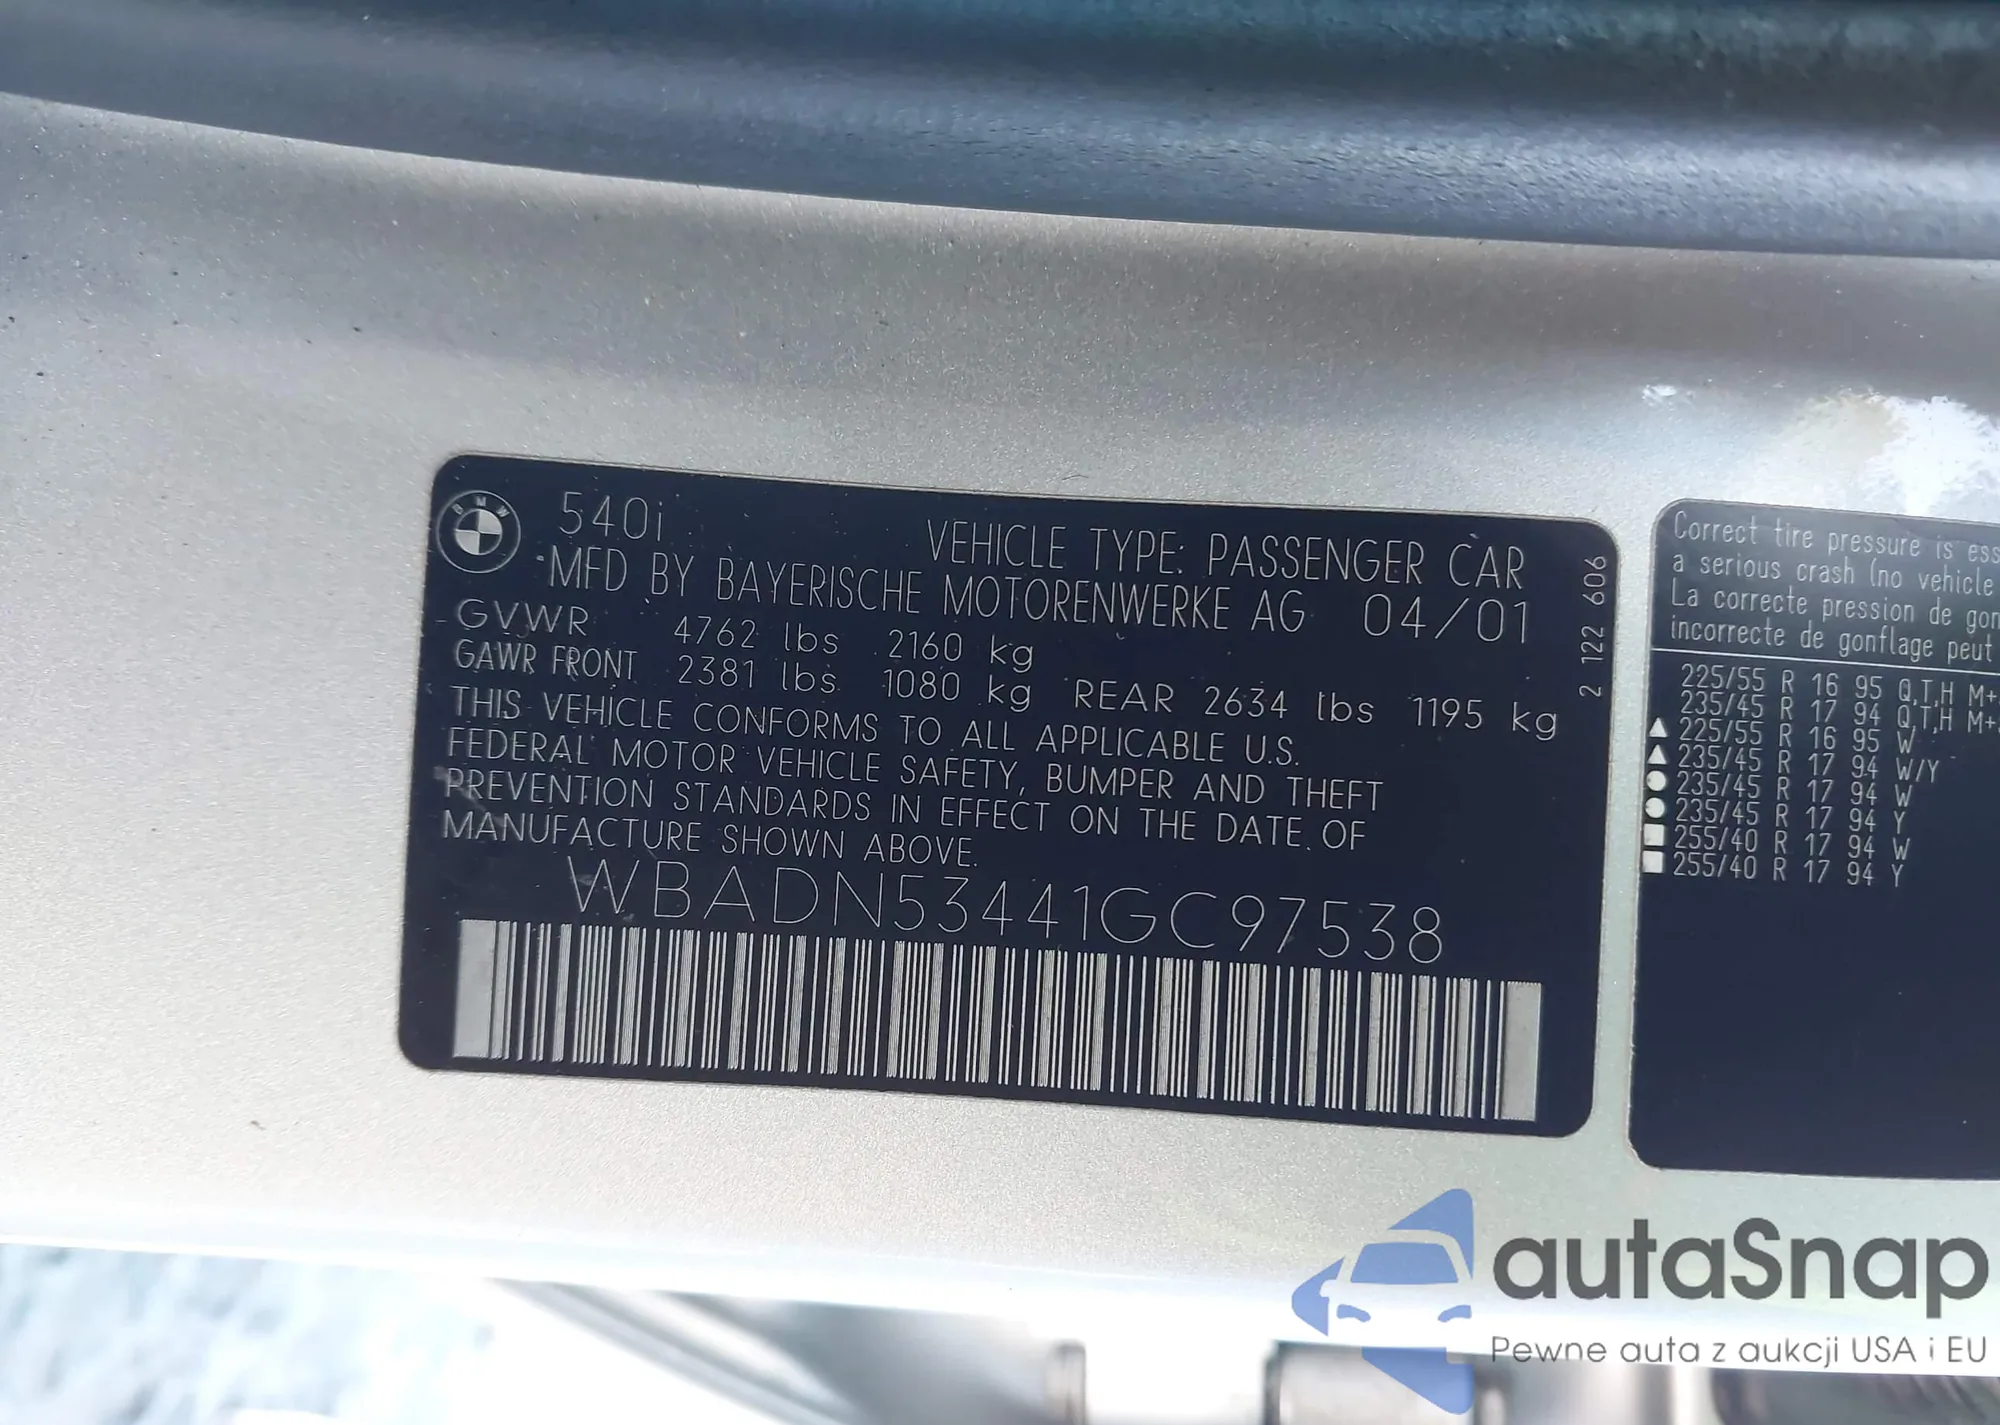 BMW
540i
VEHICLE TYPE: PASSENGER CAR
MFD BY BAYERISCHE MOTORENWERKE AG 04/01
GVWR 4762 lbs 2160 kg
GAWR FRONT 2381 lbs 1080 kg REAR 2634 lbs 1195 kg
THIS VEHICLE CONFORMS TO ALL APPLICABLE U.S.
FEDERAL MOTOR VEHICLE SAFETY, BUMPER AND THEFT
PREVENTION STANDARDS IN EFFECT ON THE DATE OF
MANUFACTURE SHOWN ABOVE.
WBADN53441GC97538
2 122 606
Correct tire pressure is
a serious crash (no vehicle
La correcte pression de
incorrecte de gonflage peut
225/55 R 16 95 Q,T,H M+
235/45 R 17 94 Q,T,H M+
225/55 R 16 95 W
235/45 R 17 94 W/Y
235/45 R 17 94 W
235/45 R 17 94 Y
255/40 R 17 94 W
255/40 R 17 94 Y
autaSnap
Pewne auta z aukcji USA i EU